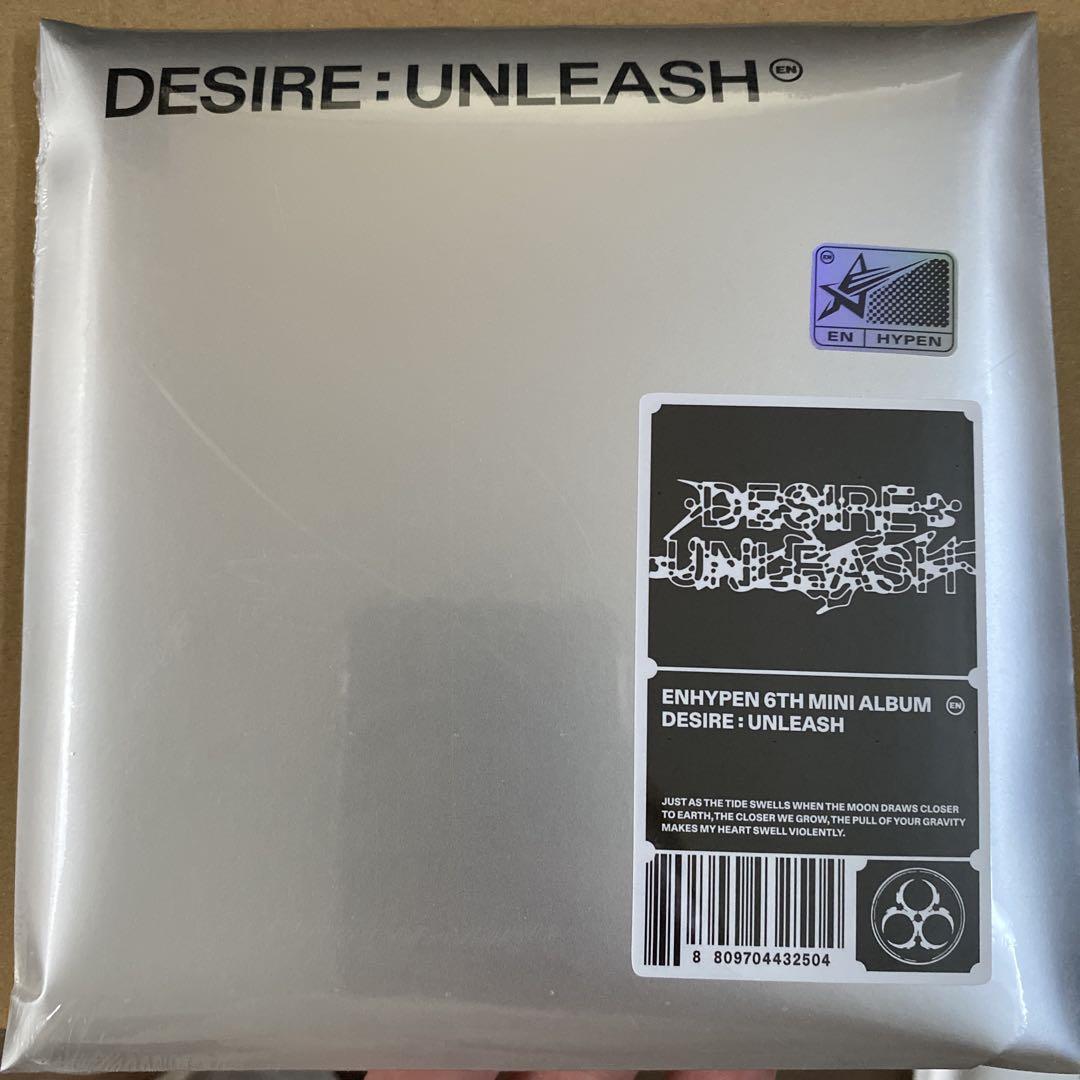 DESIRE : UNLEASH EN
EN
EN HYPEN
DESIRE :
UNLEASH
ENHYPEN 6TH MINI ALBUM EN
DESIRE : UNLEASH
JUST AS THE TIDE SWELLS WHEN THE MOON DRAWS CLOSER
TO EARTH, THE CLOSER WE GROW, THE PULL OF YOUR GRAVITY
MAKES MY HEART SWELL VIOLENTLY.
8 809704432504